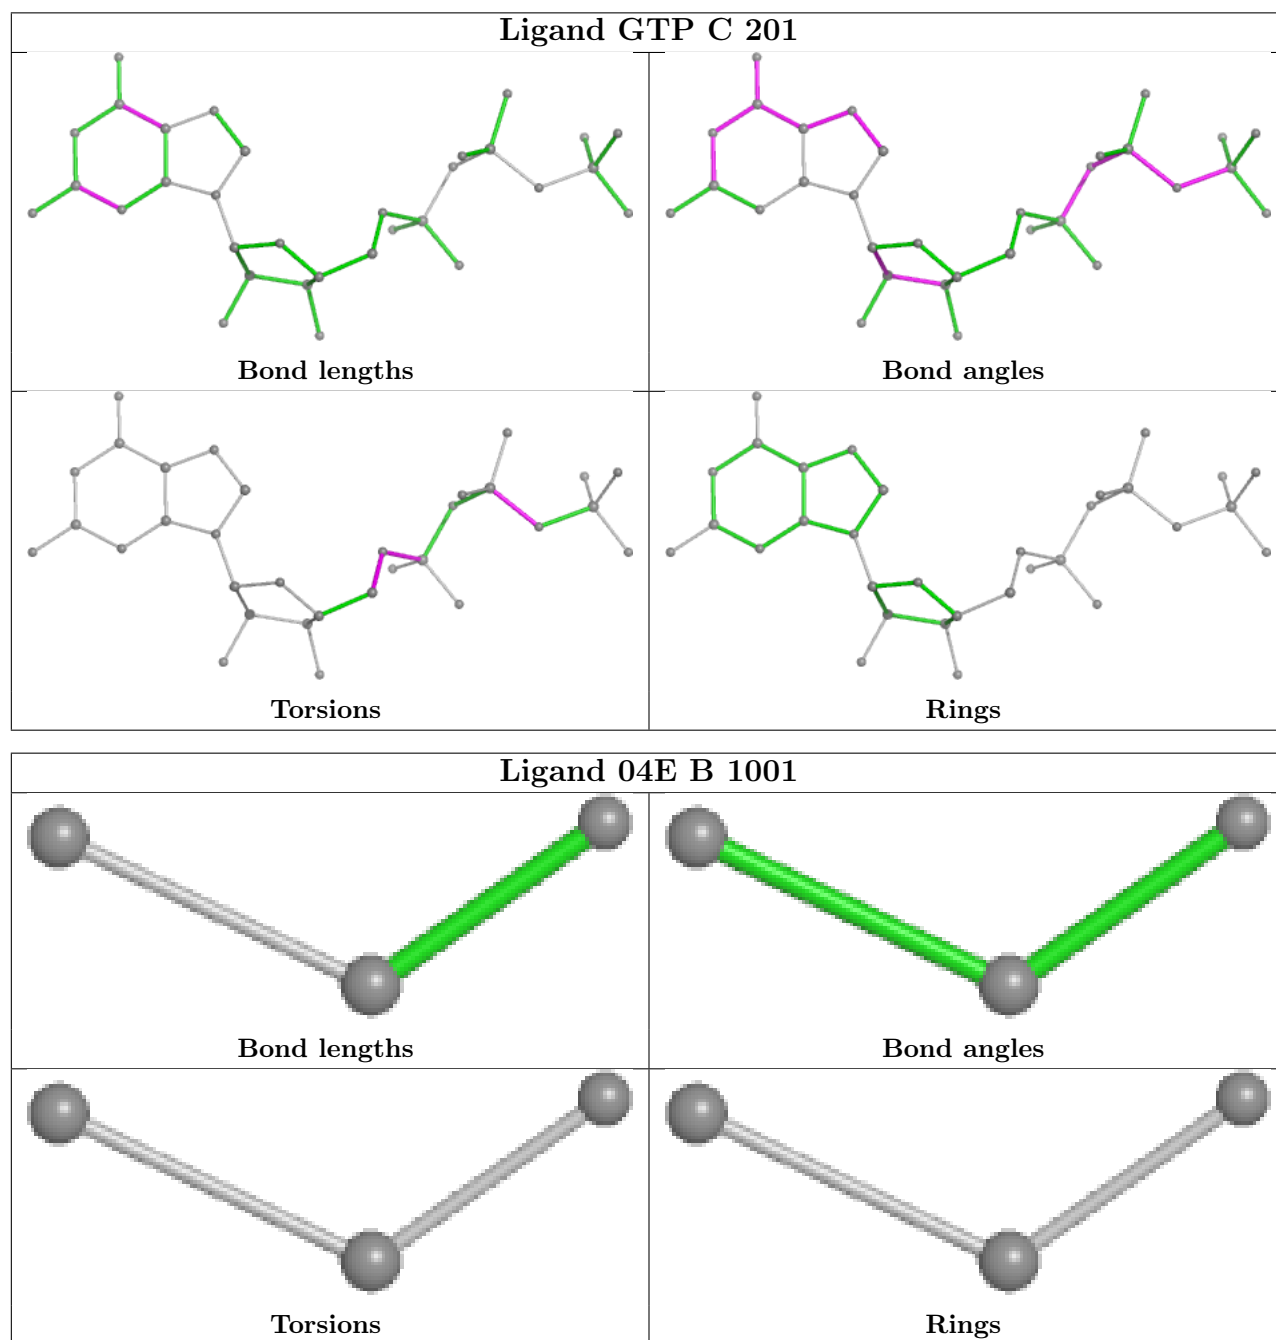 Ligand GTP C 201
Bond lengths
Bond angles
Torsions
Rings
Ligand 04E B 1001
Bond lengths
Bond angles
Torsions
Rings